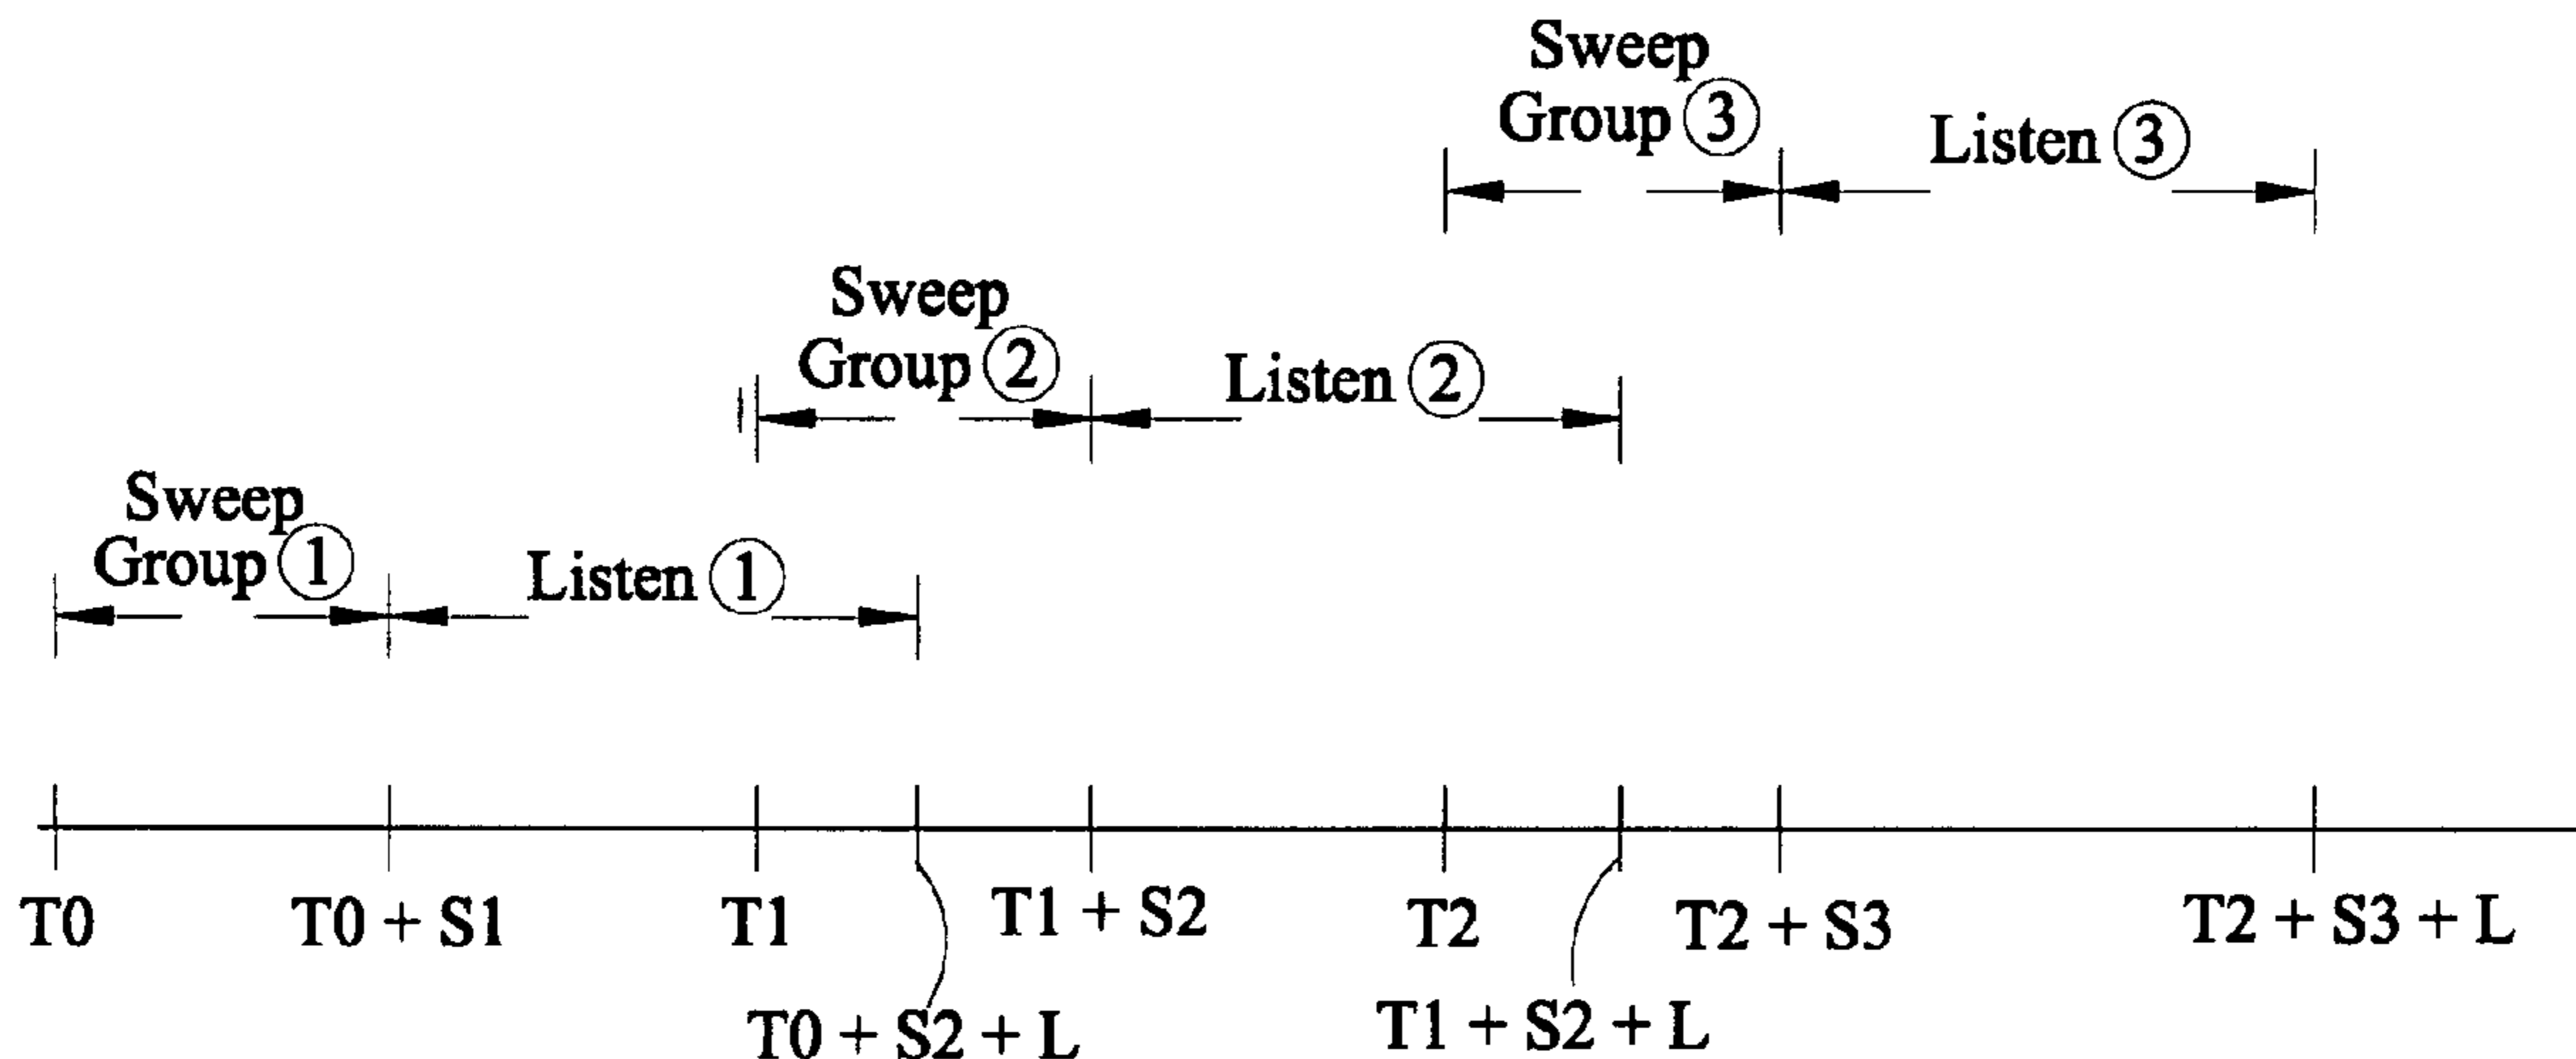 Sweep
Group ③
Listen ③
Sweep
Group ②
Listen ②
Sweep
Group ①
Listen ①
T0
T0 + S1
T1
T1 + S2
T2
T2 + S3
T2 + S3 + L
T0 + S2 + L
T1 + S2 + L